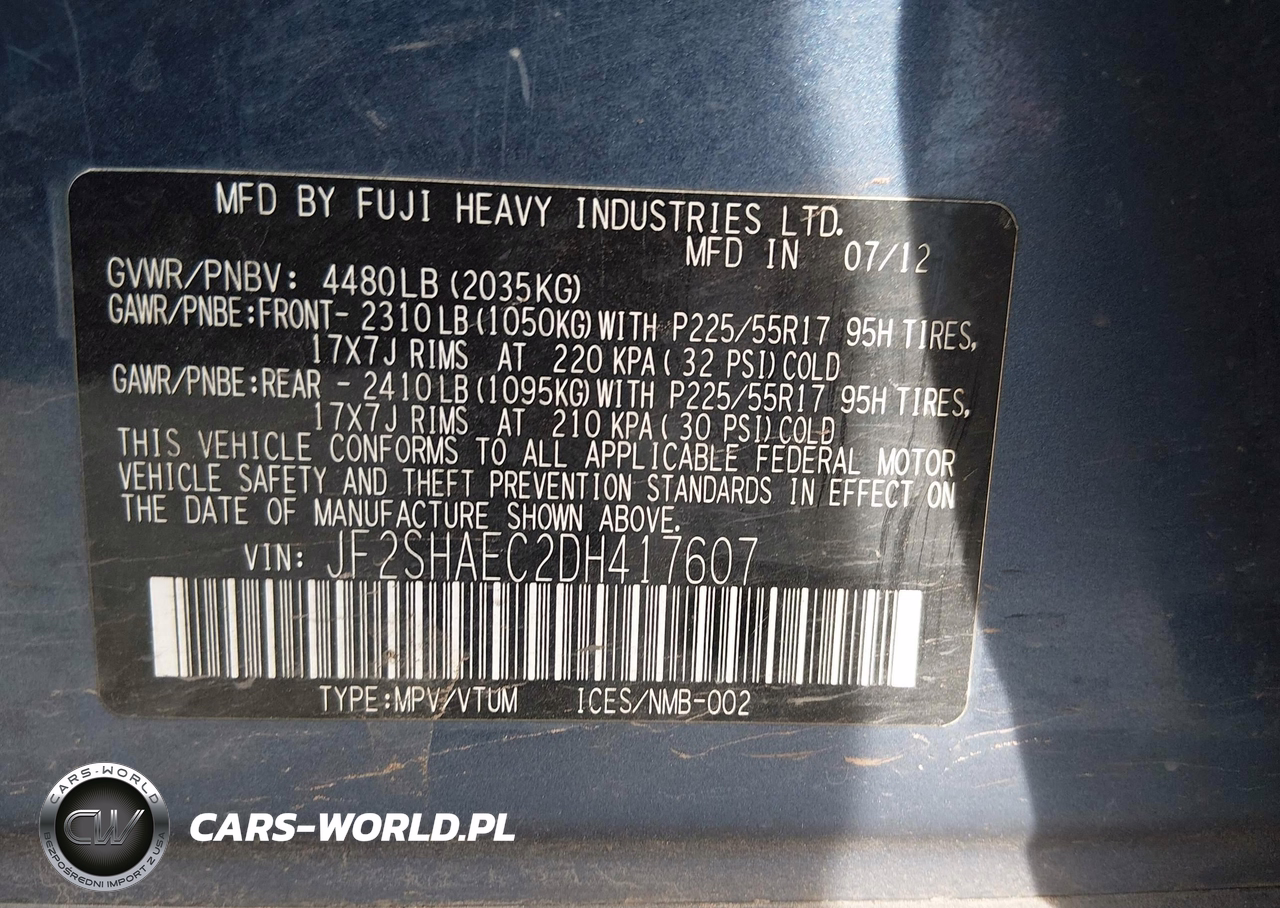 MFD BY FUJI HEAVY INDUSTRIES LTD.
MFD IN 07/12
GVWR/PNBV: 4480LB (2035KG)
GAWR/PNBE:FRONT- 2310LB(1050KG)WITH P225/55R17 95H TIRES,
17X7J RIMS AT 220 KPA( 32 PSI)COLD
GAWR/PNBE:REAR - 2410LB(1095KG)WITH P225/55R17 95H TIRES,
17X7J RIMS AT 210 KPA( 30 PSI)COLD
THIS VEHICLE CONFORMS TO ALL APPLICABLE FEDERAL MOTOR
VEHICLE SAFETY AND THEFT PREVENTION STANDARDS IN EFFECT ON
THE DATE OF MANUFACTURE SHOWN ABOVE.
VIN: JF2SHAEC2DH417607
TYPE:MPV/VTUM ICES/NMB-002
CARS-WORLD
CW
BEZPOŚREDNI IMPORT Z USA
CARS-WORLD.PL